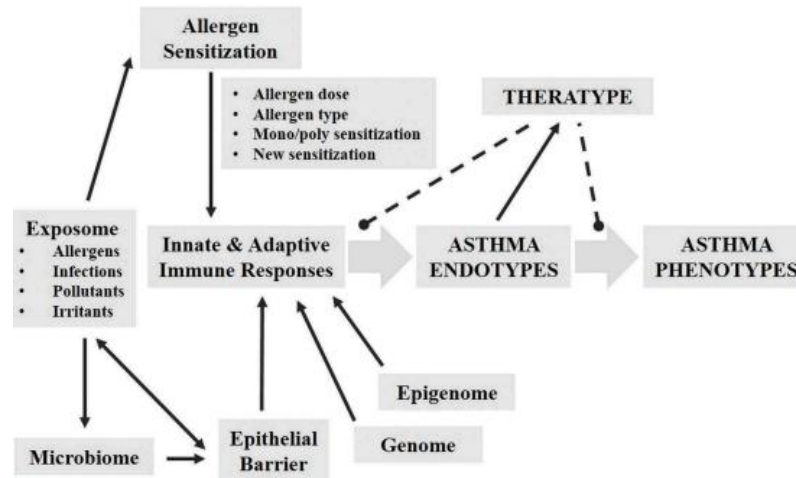 Allergen
Sensitization
• Allergen dose
• Allergen type
• Mono/poly sensitization
• New sensitization
THERATYPE
Exposome
• Allergens
• Infections
• Pollutants
• Irritants
Innate & Adaptive
Immune Responses
ASTHMA
ENDOTYPES
ASTHMA
PHENOTYPES
Epigenome
Genome
Epithelial
Barrier
Microbiome